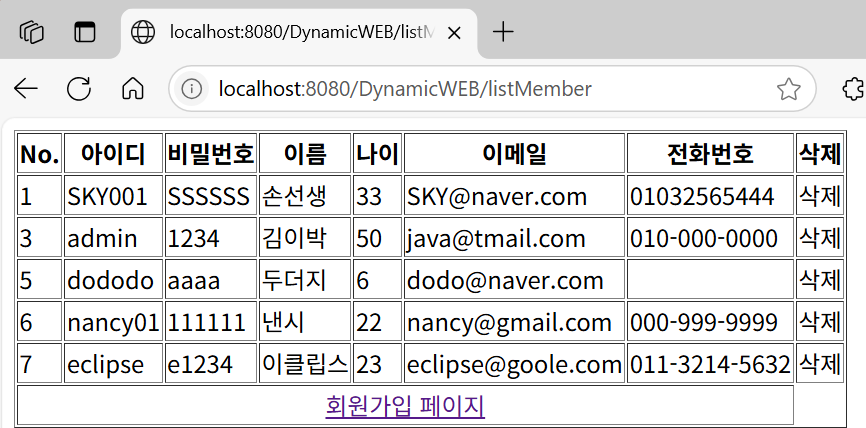 localhost:8080/DynamicWEB/listM
localhost:8080/DynamicWEB/listMember
No. 아이디 비밀번호 이름 나이 이메일 전화번호 삭제
1 SKY001 SSSSSS 손선생 33 SKY@naver.com 01032565444 삭제
3 admin 1234 김이박 50 java@tmail.com 010-000-0000 삭제
5 dododo aaaa 두더지 6 dodo@naver.com 삭제
6 nancy01 111111 낸시 22 nancy@gmail.com 000-999-9999 삭제
7 eclipse e1234 이클립스 23 eclipse@goole.com 011-3214-5632 삭제
회원가입 페이지